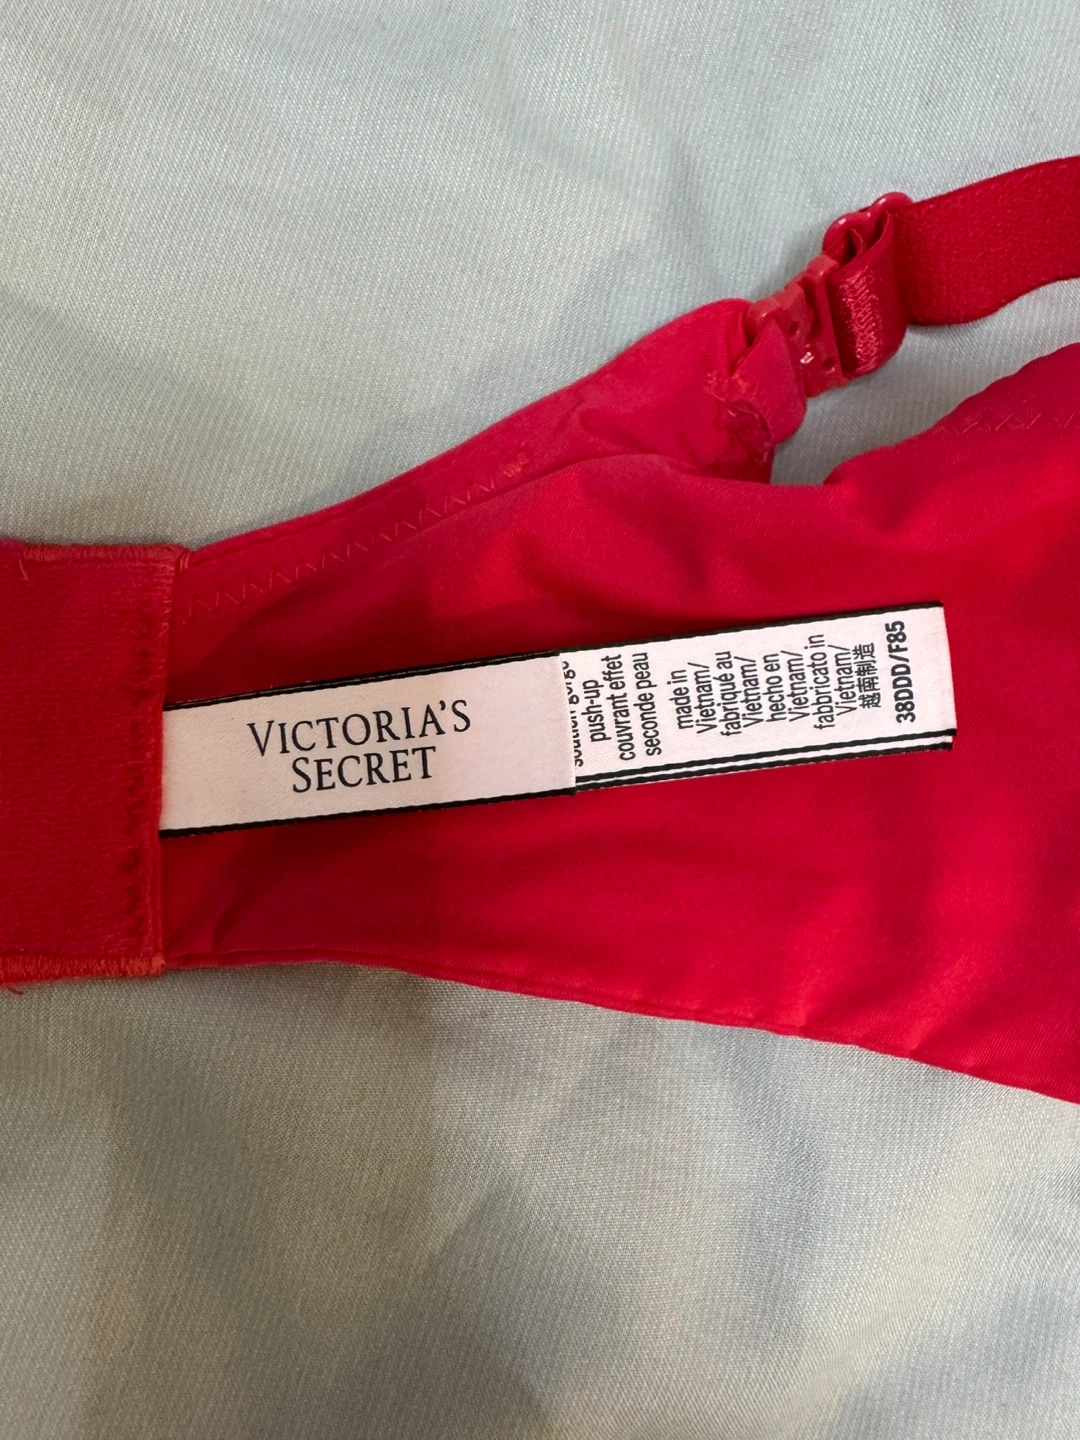 VICTORIA'S
SECRET
push-up
couvrant effet
seconde peau
made in
Vietnam/
fabriqué au
Vietnam/
hecho en
Vietnam/
fabbricato in
Vietnam/
越南制造
38DDD/F85